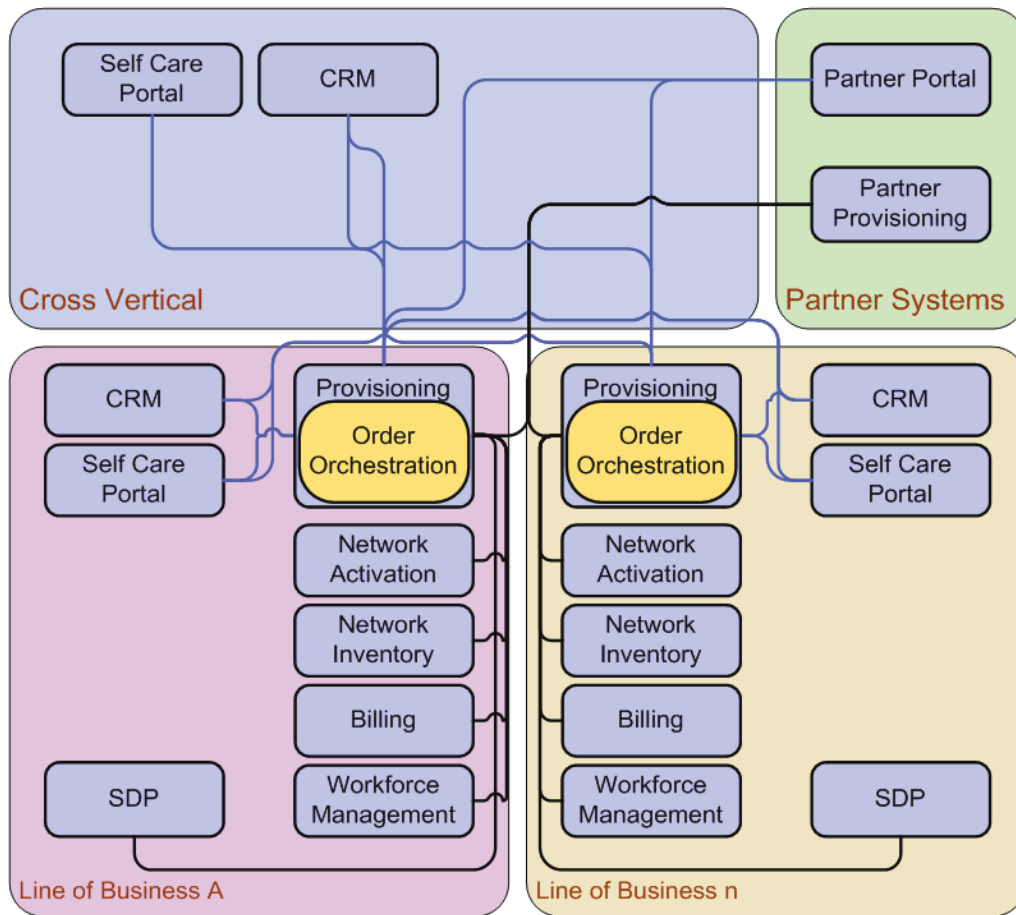 Self Care
Portal
CRM
Cross Vertical
Partner Portal
Partner
Provisioning
Partner Systems
CRM
Self Care
Portal
Provisioning
Order
Orchestration
Network
Activation
Network
Inventory
Billing
Workforce
Management
SDP
Line of Business A
Provisioning
Order
Orchestration
CRM
Self Care
Portal
Network
Activation
Network
Inventory
Billing
Workforce
Management
SDP
Line of Business n